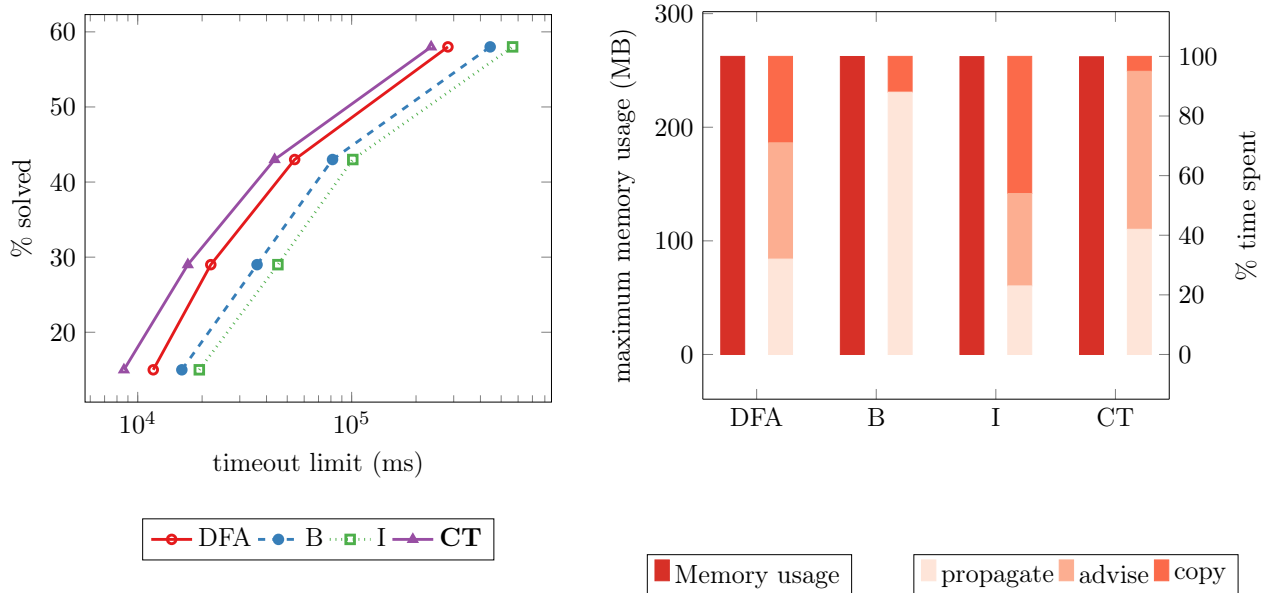 % solved
60
50
40
30
20
10^4
10^5
timeout limit (ms)
DFA B I CT
maximum memory usage (MB)
300
200
100
0
DFA B I CT
100
80
60
40
20
0
% time spent
Memory usage
propagate advise copy